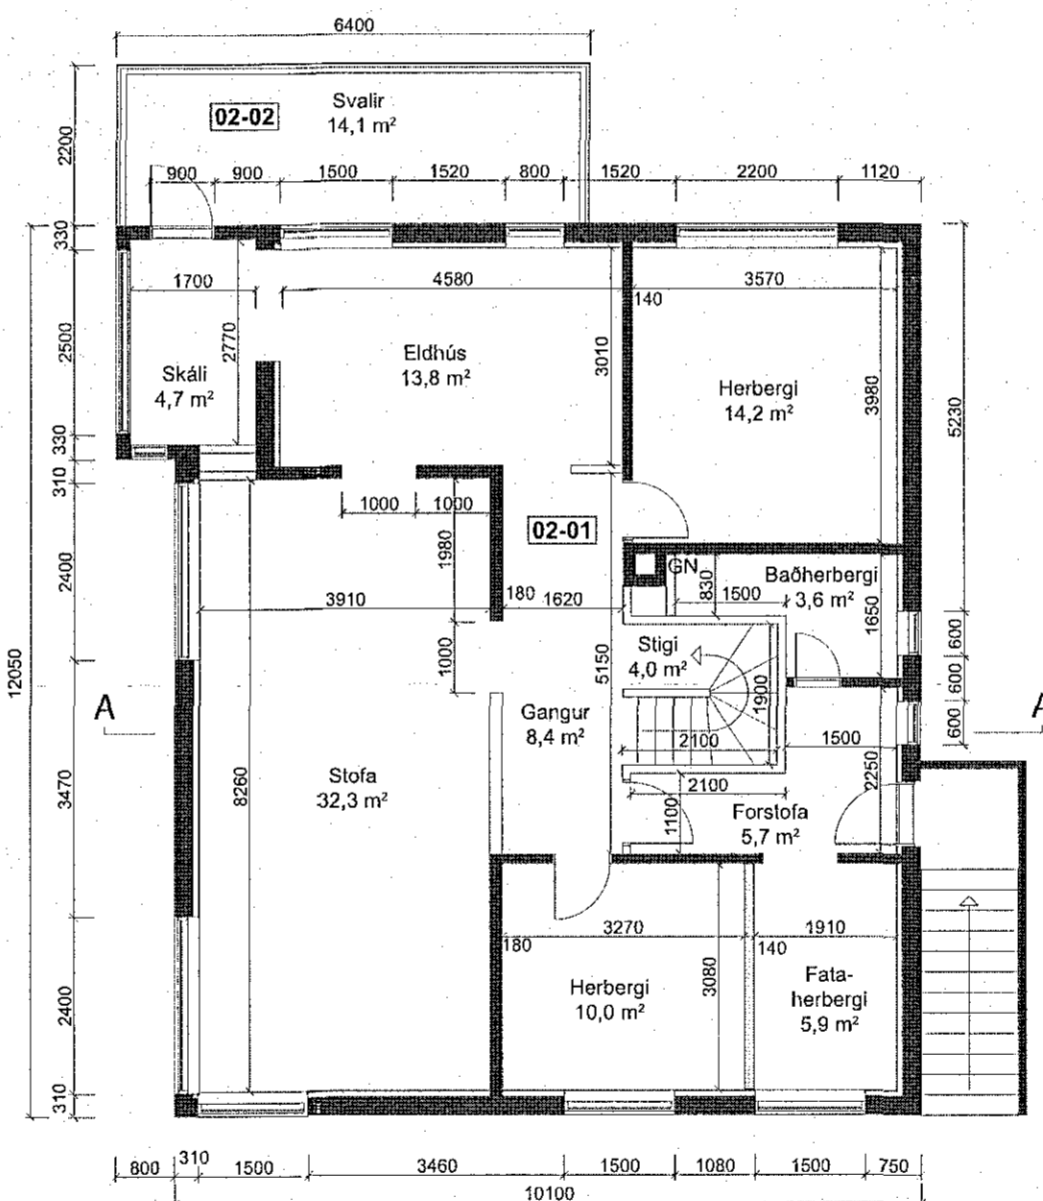 6400
Svalir
02-02
14,1 m²
2200
900
900
1500
1520
800
1520
2200
1120
330
1700
4580
3570
140
2500
2770
Eldhús
13,8 m²
3010
Skáli
4,7 m²
Herbergi
14,2 m²
3980
5230
330
310
1000
1000
1980
02-01
2400
GN
830
Baðherbergi
3,6 m²
1500
1650
3910
180
1620
600
12050
1000
5150
Stigi
4,0 m²
1900
600
A
Gangur
8,4 m²
600
A
2100
1500
2250
3470
8260
Stofa
32,3 m²
2100
1100
Forstofa
5,7 m²
3270
1910
180
140
3080
Herbergi
10,0 m²
Fata-
herbergi
5,9 m²
2400
310
800
310
1500
3460
1500
1080
1500
750
10100